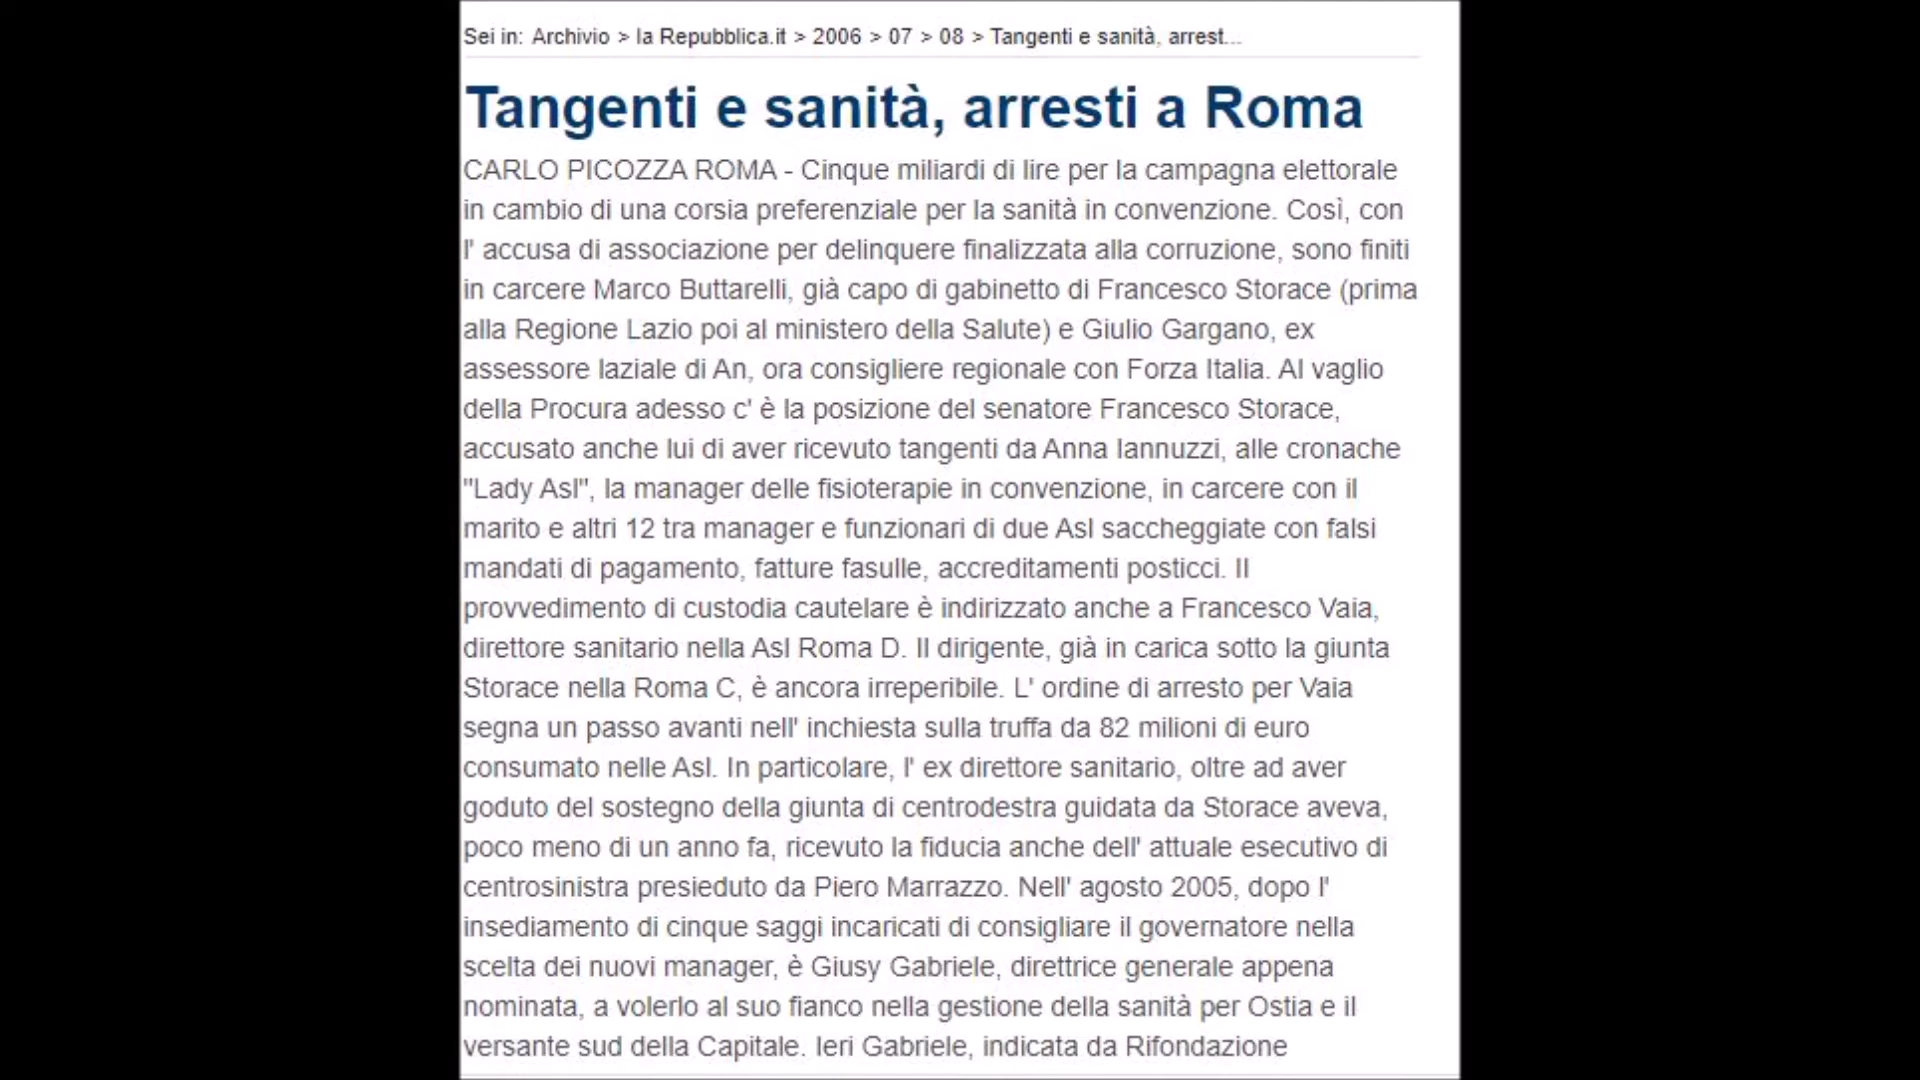 Sei in: Archivio > la Repubblica.it > 2006 > 07 > 08 > Tangenti e sanità, arrest...
Tangenti e sanità, arresti a Roma
CARLO PICOZZA ROMA - Cinque miliardi di lire per la campagna elettorale
in cambio di una corsia preferenziale per la sanità in convenzione. Così, con
l' accusa di associazione per delinquere finalizzata alla corruzione, sono finiti
in carcere Marco Buttarelli, già capo di gabinetto di Francesco Storace (prima
alla Regione Lazio poi al ministero della Salute) e Giulio Gargano, ex
assessore laziale di An, ora consigliere regionale con Forza Italia. Al vaglio
della Procura adesso c' è la posizione del senatore Francesco Storace,
accusato anche lui di aver ricevuto tangenti da Anna Iannuzzi, alle cronache
"Lady Asl", la manager delle fisioterapie in convenzione, in carcere con il
marito e altri 12 tra manager e funzionari di due Asl saccheggiate con falsi
mandati di pagamento, fatture fasulle, accreditamenti posticci. Il
provvedimento di custodia cautelare è indirizzato anche a Francesco Vaia,
direttore sanitario nella Asl Roma D. Il dirigente, già in carica sotto la giunta
Storace nella Roma C, è ancora irreperibile. L' ordine di arresto per Vaia
segna un passo avanti nell' inchiesta sulla truffa da 82 milioni di euro
consumato nelle Asl. In particolare, l' ex direttore sanitario, oltre ad aver
goduto del sostegno della giunta di centrodestra guidata da Storace aveva,
poco meno di un anno fa, ricevuto la fiducia anche dell' attuale esecutivo di
centrosinistra presieduto da Piero Marrazzo. Nell' agosto 2005, dopo l'
insediamento di cinque saggi incaricati di consigliare il governatore nella
scelta dei nuovi manager, è Giusy Gabriele, direttrice generale appena
nominata, a volerlo al suo fianco nella gestione della sanità per Ostia e il
versante sud della Capitale. Ieri Gabriele, indicata da Rifondazione